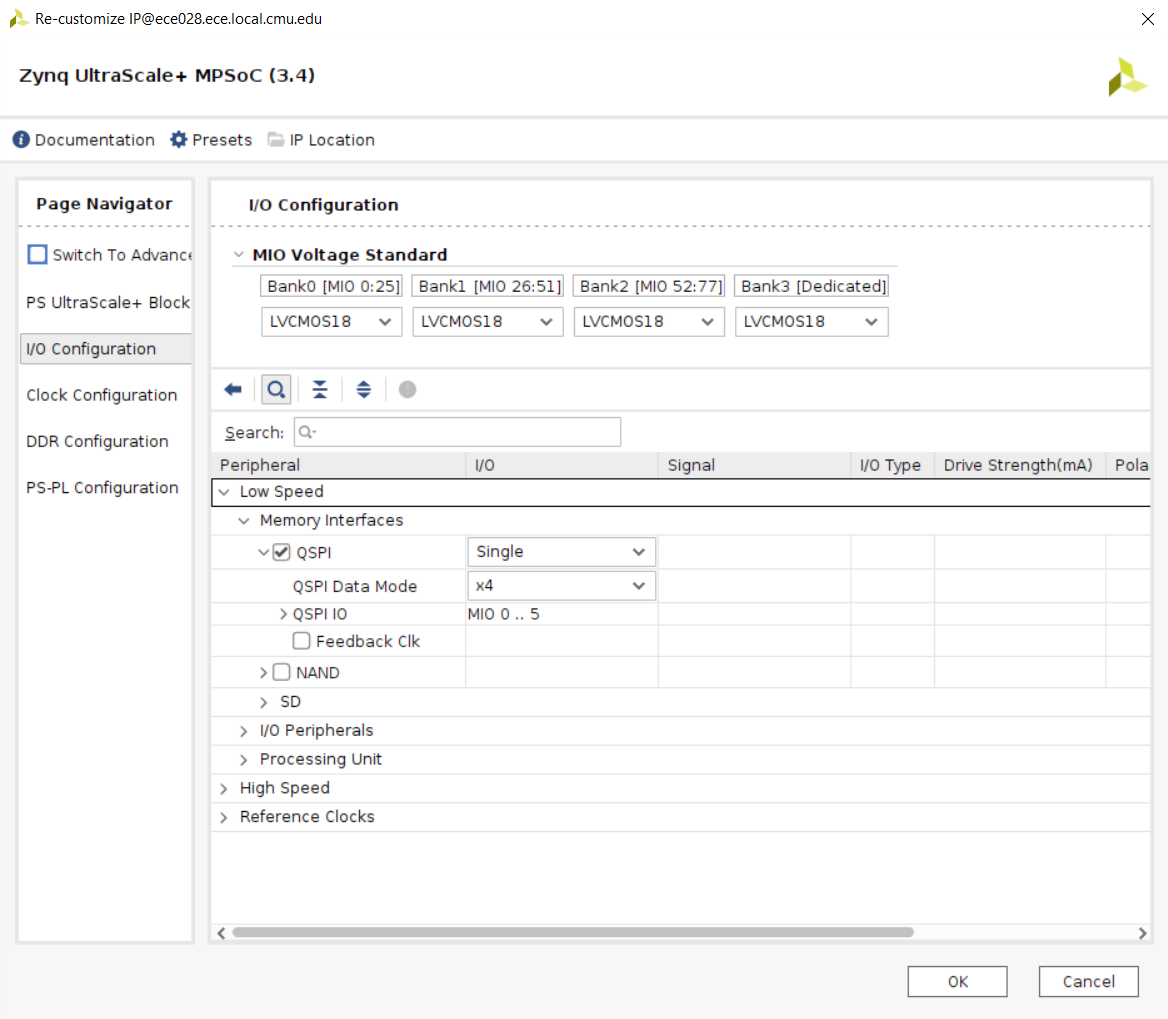 Re-customize IP@ece028.ece.local.cmu.edu
Zynq UltraScale+ MPSoC (3.4)
Documentation Presets IP Location
Page Navigator
Switch To Advance
PS UltraScale+ Block
I/O Configuration
Clock Configuration
DDR Configuration
PS-PL Configuration
I/O Configuration
MIO Voltage Standard
Bank0 [MIO 0:25] Bank1 [MIO 26:51] Bank2 [MIO 52:77] Bank3 [Dedicated]
LVCMOS18 LVCMOS18 LVCMOS18 LVCMOS18
Search:
Peripheral I/O Signal I/O Type Drive Strength(mA) Pola
Low Speed
Memory Interfaces
QSPI Single
QSPI Data Mode x4
QSPI IO MIO 0 .. 5
Feedback Clk
NAND
SD
I/O Peripherals
Processing Unit
High Speed
Reference Clocks
OK Cancel